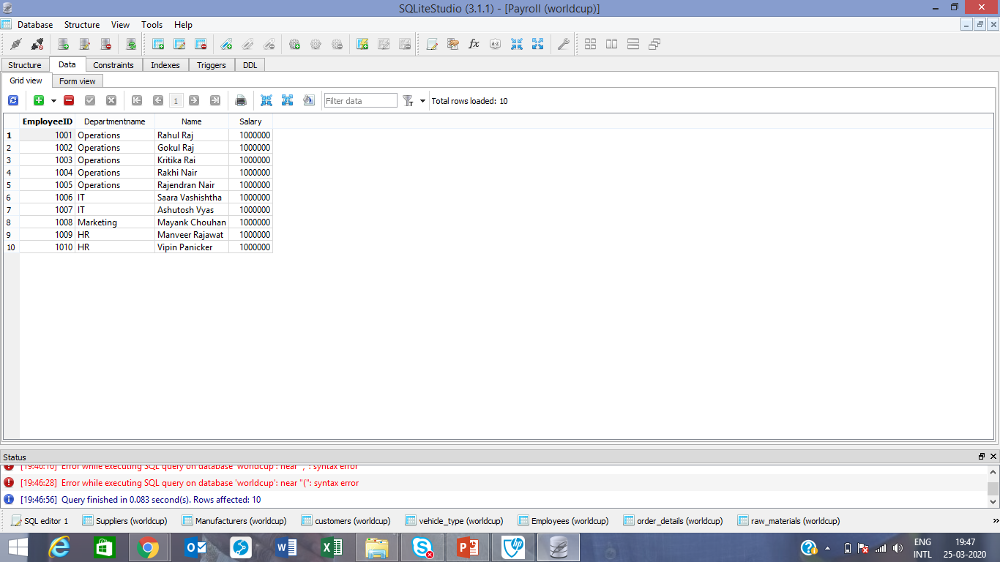 SQLiteStudio (3.1.1) - [Payroll (worldcup)]
Database Structure View Tools Help
Structure Data Constraints Indexes Triggers DDL
Grid view Form view
1 Filter data Total rows loaded: 10
EmployeeID Departmentname Name Salary
1 1001 Operations Rahul Raj 1000000
2 1002 Operations Gokul Raj 1000000
3 1003 Operations Kritika Rai 1000000
4 1004 Operations Rakhi Nair 1000000
5 1005 Operations Rajendran Nair 1000000
6 1006 IT Saara Vashishtha 1000000
7 1007 IT Ashutosh Vyas 1000000
8 1008 Marketing Mayank Chouhan 1000000
9 1009 HR Manveer Rajawat 1000000
10 1010 HR Vipin Panicker 1000000
Status
[19:46:16] Error while executing SQL query on database 'worldcup': near ",": syntax error
[19:46:28] Error while executing SQL query on database 'worldcup': near "(": syntax error
[19:46:56] Query finished in 0.083 second(s). Rows affected: 10
SQL editor 1 Suppliers (worldcup) Manufacturers (worldcup) customers (worldcup) vehicle_type (worldcup) Employees (worldcup) order_details (worldcup) raw_materials (worldcup)
ENG 19:47
INTL 25-03-2020